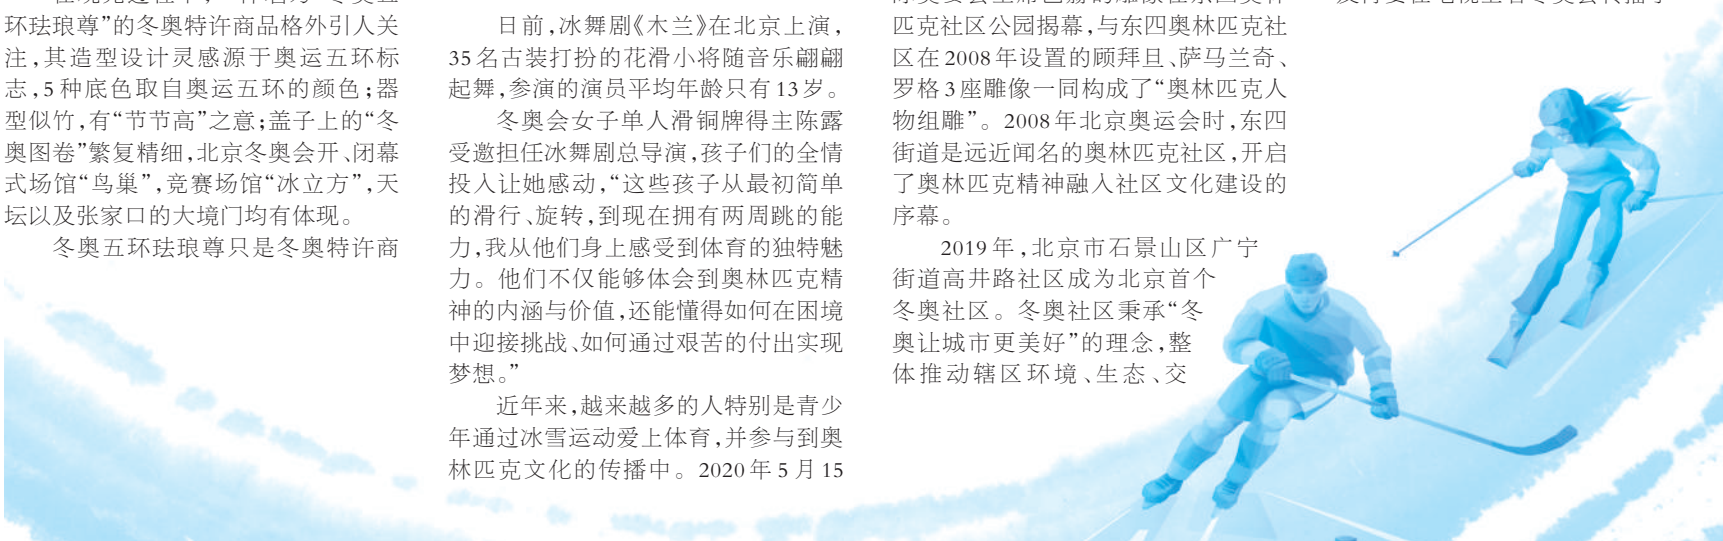 环珐琅尊”的冬奥特许商品格外引人关
注,其造型设计灵感源于奥运五环标
志,5种底色取自奥运五环的颜色;器
型似竹,有“节节高”之意;盖子上的“冬
奥图卷”繁复精细,北京冬奥会开、闭幕
式场馆“鸟巢”,竞赛场馆“冰立方”,天
坛以及张家口的大境门均有体现。
冬奥五环珐琅尊只是冬奥特许商
日前,冰舞剧《木兰》在北京上演,
35名古装打扮的花滑小将随音乐翩翩
起舞,参演的演员平均年龄只有13岁。
冬奥会女子单人滑铜牌得主陈露
受邀担任冰舞剧总导演,孩子们的全情
投入让她感动,“这些孩子从最初简单
的滑行、旋转,到现在拥有两周跳的能
力,我从他们身上感受到体育的独特魅
力。他们不仅能够体会到奥林匹克精
神的内涵与价值,还能懂得如何在困境
中迎接挑战、如何通过艰苦的付出实现
梦想。”
近年来,越来越多的人特别是青少
年通过冰雪运动爱上体育,并参与到奥
林匹克文化的传播中。2020年5月15
匹克社区公园揭幕,与东四奥林匹克社
区在2008年设置的顾拜旦、萨马兰奇、
罗格3座雕像一同构成了“奥林匹克人
物组雕”。2008年北京奥运会时,东四
街道是远近闻名的奥林匹克社区,开启
了奥林匹克精神融入社区文化建设的
序幕。
2019年,北京市石景山区广宁
街道高井路社区成为北京首个
冬奥社区。冬奥社区秉承“冬
奥让城市更美好”的理念,整
体推动辖区环境、生态、交